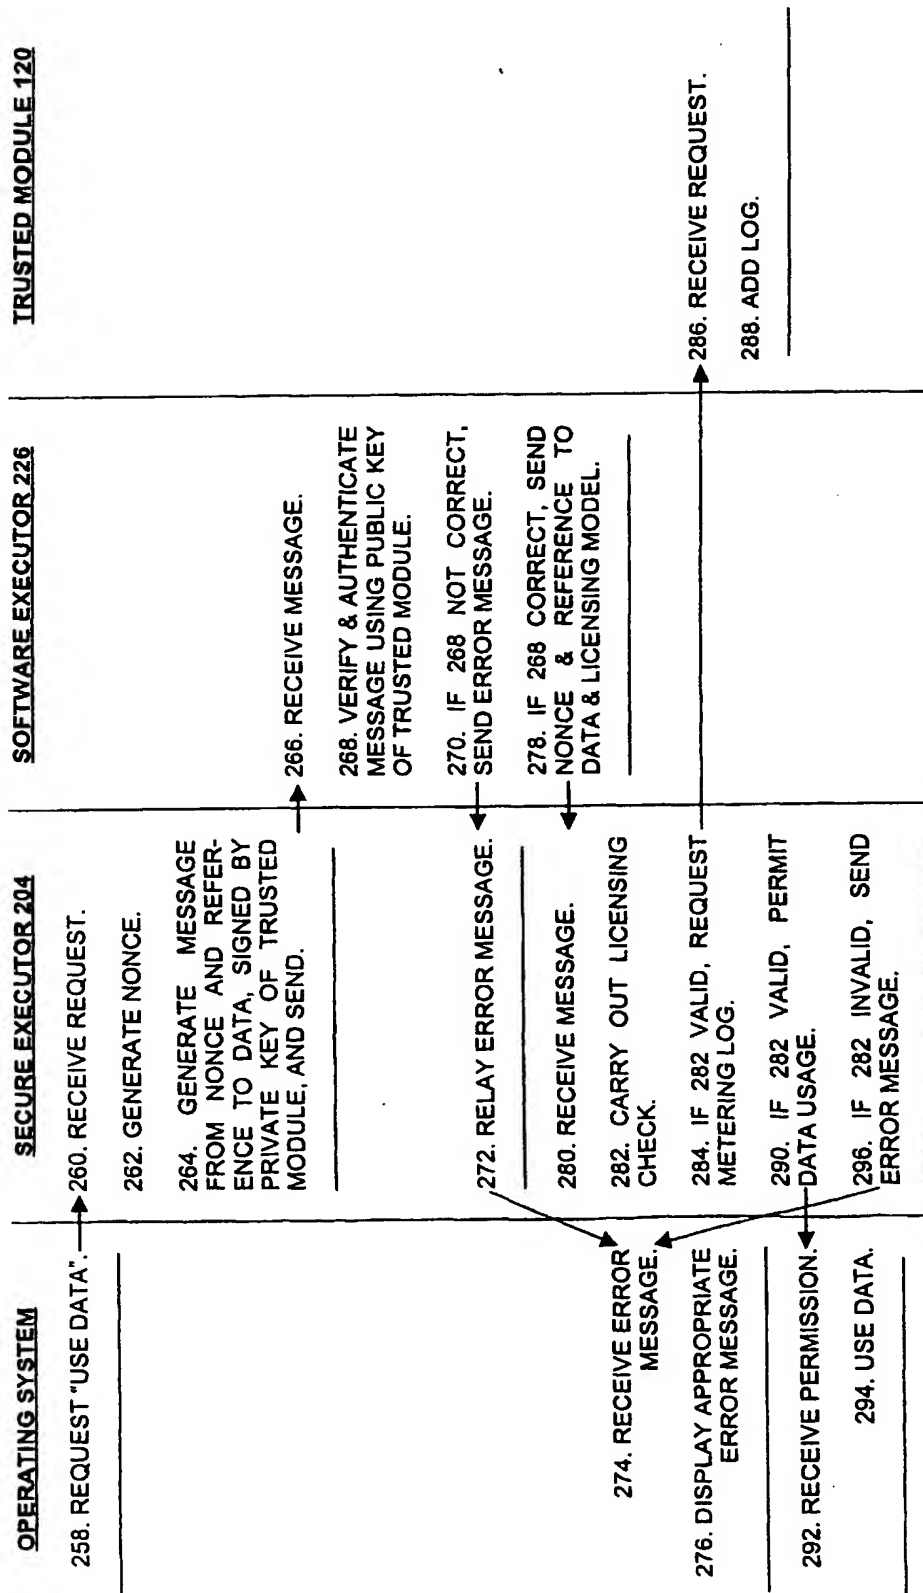 OPERATING SYSTEM
258. REQUEST "USE DATA".
274. RECEIVE ERROR
MESSAGE.
276. DISPLAY APPROPRIATE
ERROR MESSAGE.
292. RECEIVE PERMISSION.
294. USE DATA.
SECURE EXECUTOR 204
260. RECEIVE REQUEST.
262. GENERATE NONCE.
264. GENERATE MESSAGE
FROM NONCE AND REFER-
ENCE TO DATA, SIGNED BY
PRIVATE KEY OF TRUSTED
MODULE, AND SEND.
272. RELAY ERROR MESSAGE.
280. RECEIVE MESSAGE.
282. CARRY OUT LICENSING
CHECK.
284. IF 282 VALID, REQUEST
METERING LOG.
290. IF 282 VALID, PERMIT
DATA USAGE.
296. IF 282 INVALID, SEND
ERROR MESSAGE.
SOFTWARE EXECUTOR 226
266. RECEIVE MESSAGE.
268. VERIFY & AUTHENTICATE
MESSAGE USING PUBLIC KEY
OF TRUSTED MODULE.
270. IF 268 NOT CORRECT,
SEND ERROR MESSAGE.
278. IF 268 CORRECT, SEND
NONCE & REFERENCE TO
DATA & LICENSING MODEL.
TRUSTED MODULE 120
286. RECEIVE REQUEST.
288. ADD LOG.